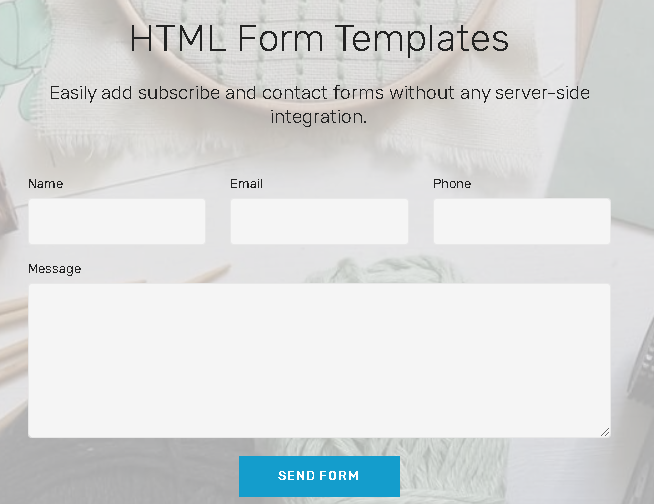 HTML Form Templates
Easily add subscribe and contact forms without any server-side
integration.
Name
Email
Phone
Message
SEND FORM